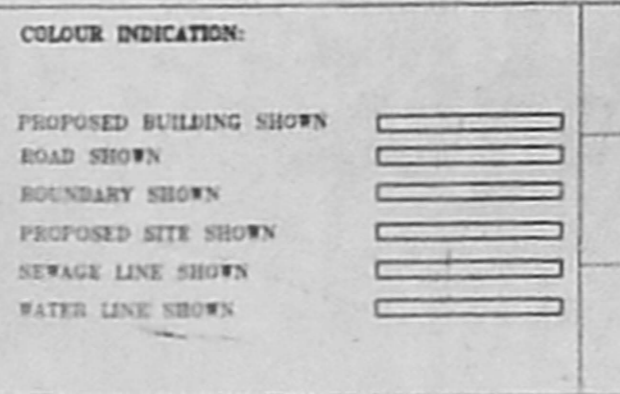 COLOUR INDICATION:
PROPOSED BUILDING SHOWN
ROAD SHOWN
BOUNDARY SHOWN
PROPOSED SITE SHOWN
SEWAGE LINE SHOWN
WATER LINE SHOWN